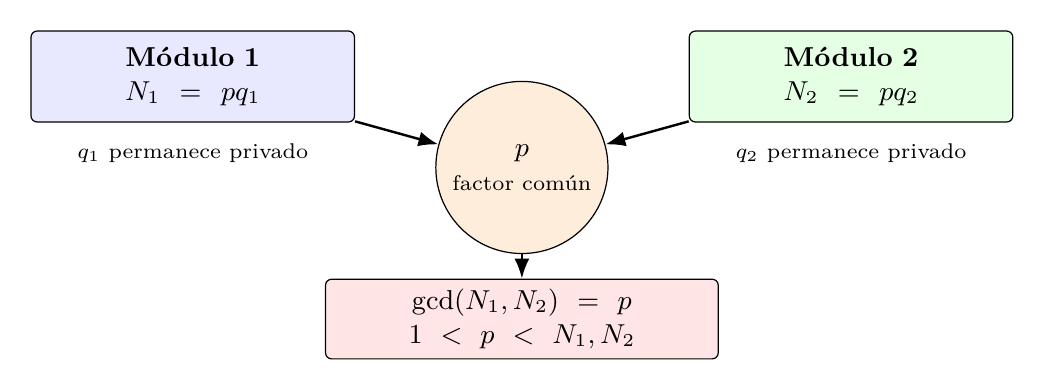 Módulo 1
N₁ = pq₁
q₁ permanece privado
Módulo 2
N₂ = pq₂
q₂ permanece privado
p
factor común
gcd(N₁, N₂) = p
1 < p < N₁, N₂